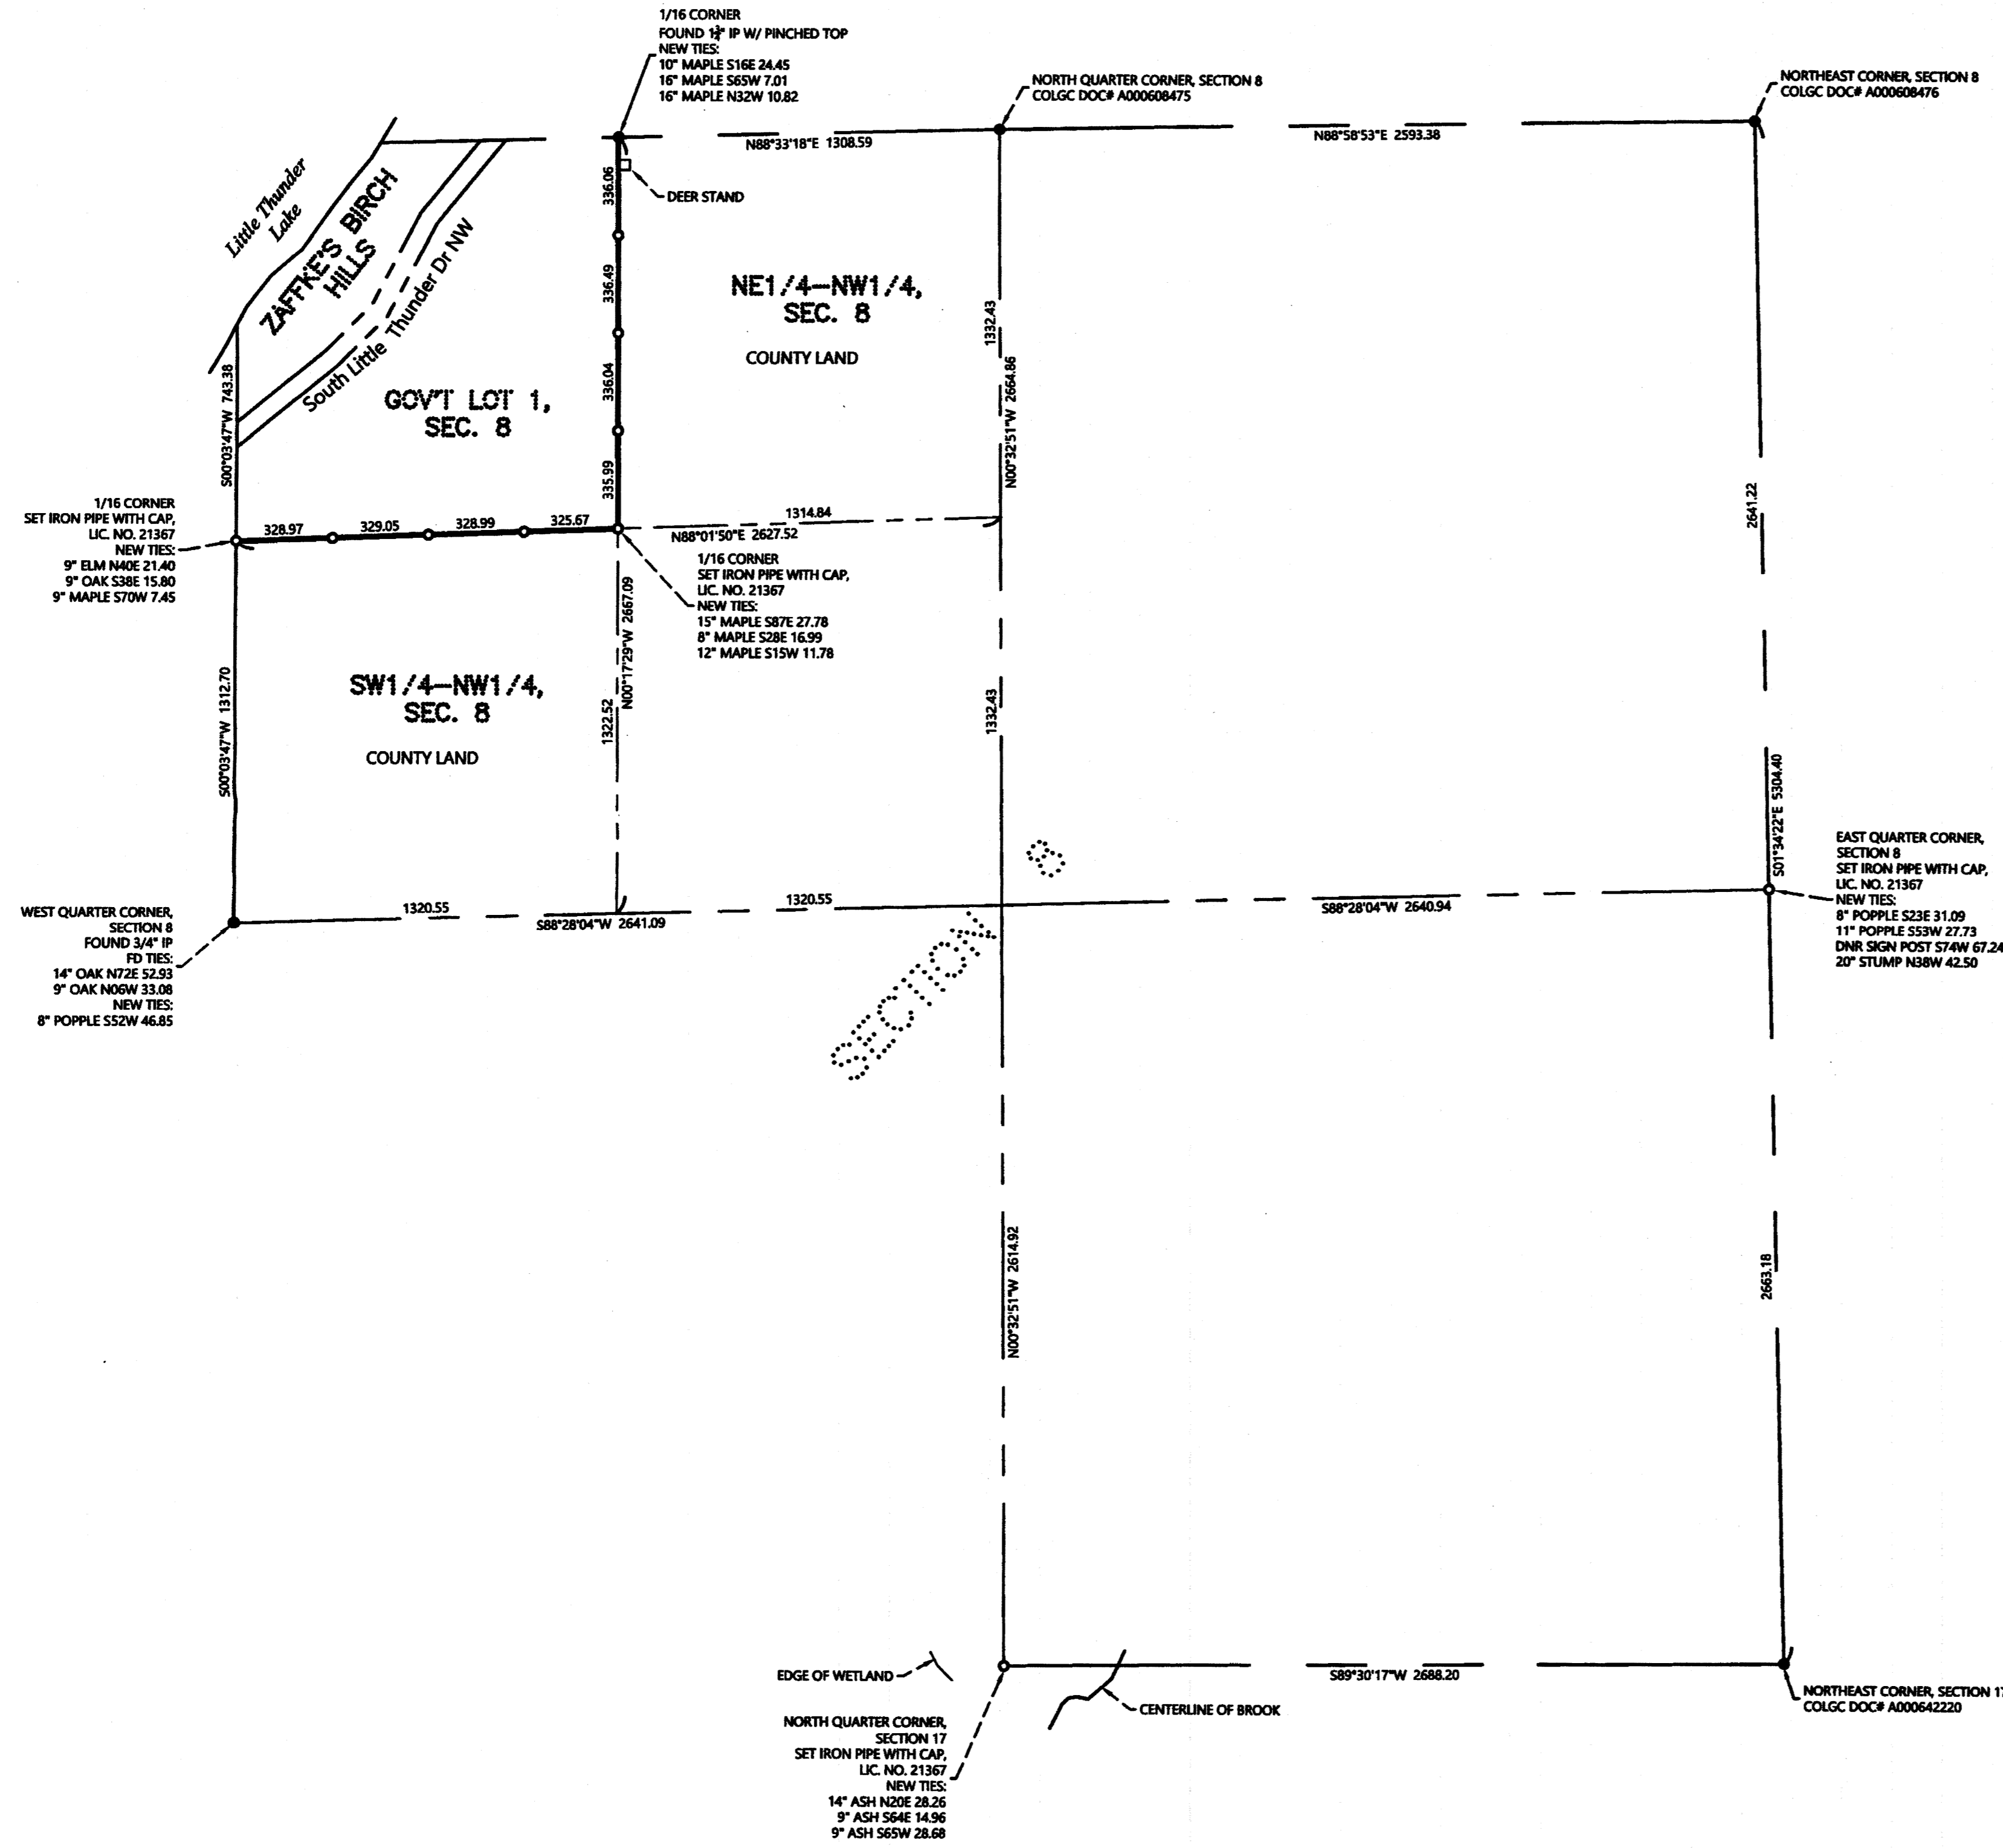 1/16 CORNER
FOUND 1¾" IP W/ PINCHED TOP
NEW TIES:
10" MAPLE S16E 24.45
16" MAPLE S65W 7.01
16" MAPLE N32W 10.82
NORTH QUARTER CORNER, SECTION 8
COLGC DOC# A000608475
NORTHEAST CORNER, SECTION 8
COLGC DOC# A000608476
N88°33'18"E 1308.59
N88°58'53"E 2593.38
DEER STAND
Little Thunder
Lake
ZAFFKE'S BIRCH
HILLS
South Little Thunder Dr NW
336.06
336.49
336.04
335.99
NE1/4—NW1/4,
SEC. 8
COUNTY LAND
1332.43
N00°32'51"W 2664.86
S00°03'47"W 743.38
GOV'T LOT 1,
SEC. 8
2641.22
1/16 CORNER
SET IRON PIPE WITH CAP,
LIC. NO. 21367
NEW TIES:
9" ELM N40E 21.40
9" OAK S38E 15.80
9" MAPLE S70W 7.45
328.97
329.05
328.99
325.67
1314.84
N88°01'50"E 2627.52
1/16 CORNER
SET IRON PIPE WITH CAP,
LIC. NO. 21367
NEW TIES:
15" MAPLE S87E 27.78
8" MAPLE S28E 16.99
12" MAPLE S15W 11.78
N00°17'29"W 2667.09
1322.52
S00°03'47"W 1312.70
SW1/4—NW1/4,
SEC. 8
COUNTY LAND
1332.43
S01°34'22"E 5304.40
EAST QUARTER CORNER,
SECTION 8
SET IRON PIPE WITH CAP,
LIC. NO. 21367
NEW TIES:
8" POPPLE S23E 31.09
11" POPPLE S53W 27.73
DNR SIGN POST S74W 67.24
20" STUMP N38W 42.50
WEST QUARTER CORNER,
SECTION 8
FOUND 3/4" IP
FD TIES:
14" OAK N72E 52.93
9" OAK N06W 33.08
NEW TIES:
8" POPPLE S52W 46.85
1320.55
1320.55
S88°28'04"W 2641.09
S88°28'04"W 2640.94
SECTION 8
N00°32'51"W 2614.92
2663.18
EDGE OF WETLAND
S89°30'17"W 2688.20
CENTERLINE OF BROOK
NORTHEAST CORNER, SECTION 17
COLGC DOC# A000642220
NORTH QUARTER CORNER,
SECTION 17
SET IRON PIPE WITH CAP,
LIC. NO. 21367
NEW TIES:
14" ASH N20E 28.26
9" ASH S64E 14.96
9" ASH S65W 28.68